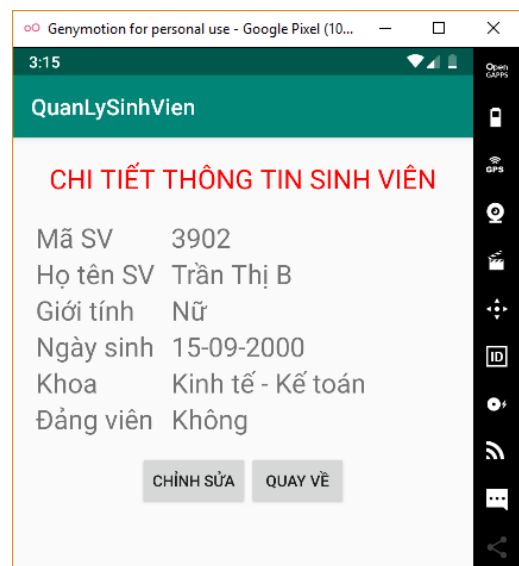 Genymotion for personal use - Google Pixel (10...
3:15
Open
GAPPS
QuanLySinhVien
GPS
CHI TIẾT THÔNG TIN SINH VIÊN
Mã SV 3902
Họ tên SV Trần Thị B
Giới tính Nữ
Ngày sinh 15-09-2000
Khoa Kinh tế - Kế toán
Đảng viên Không
ID
CHỈNH SỬA QUAY VỀ